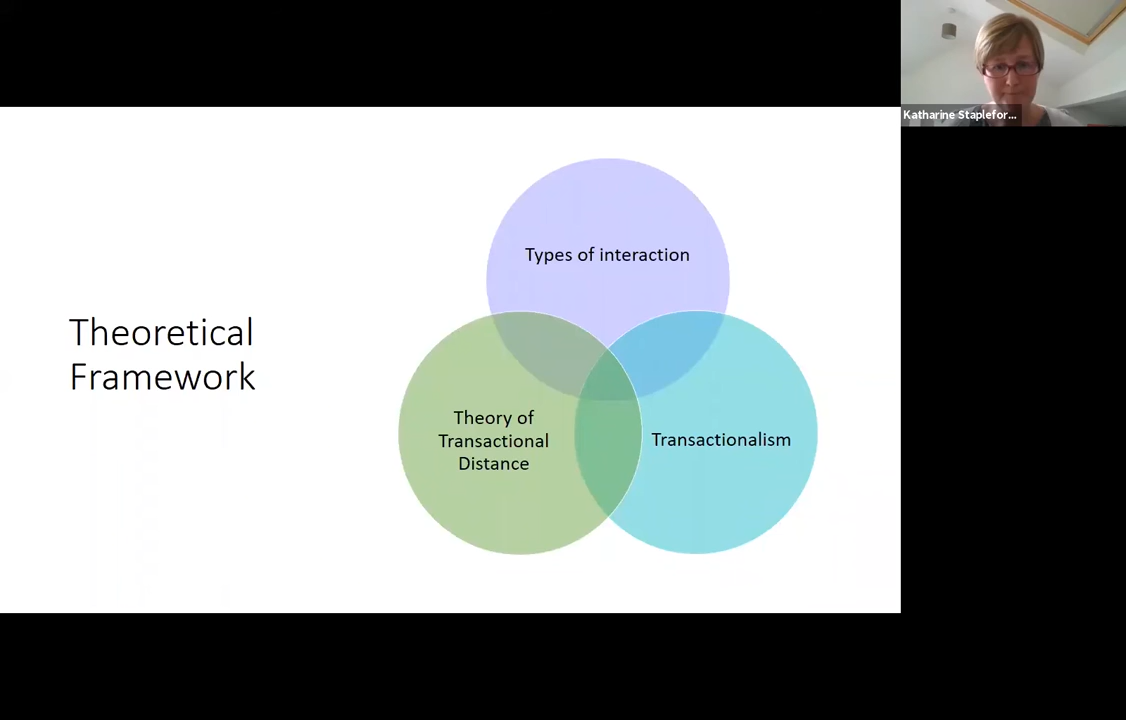 Katharine Staplefor...
Types of interaction
Theoretical
Framework
Theory of
Transactional
Distance
Transactionalism